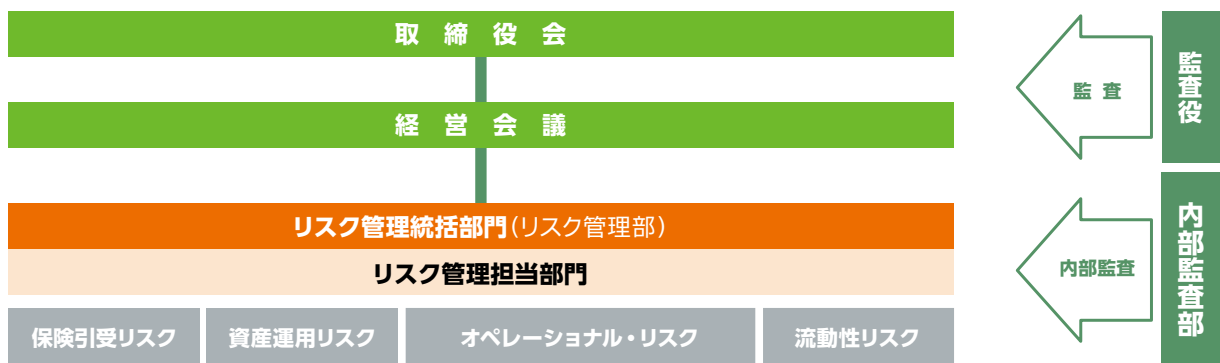 取締役会
経営会議
リスク管理統括部門(リスク管理部)
リスク管理担当部門
保険引受リスク
資産運用リスク
オペレーショナル・リスク
流動性リスク
監査
監査役
内部監査
内部監査部